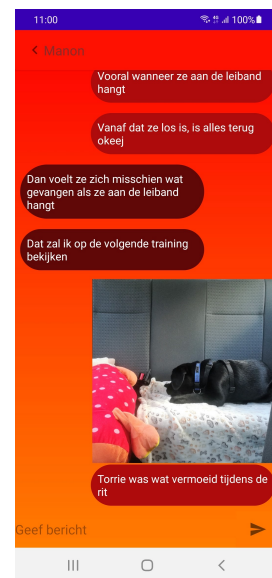 11:00
100%
Manon
Vooral wanneer ze aan de leiband
hangt
Vanaf dat ze los is, is alles terug
okeej
Dan voelt ze zich misschien wat
gevangen als ze aan de leiband
hangt
Dat zal ik op de volgende training
bekijken
Torrie was wat vermoeid tijdens de
rit
Geef bericht